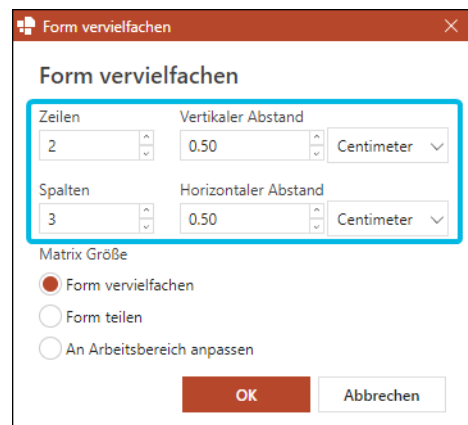 Form vervielfachen
Form vervielfachen
Zeilen Vertikaler Abstand
2 0.50 Centimeter
Spalten Horizontaler Abstand
3 0.50 Centimeter
Matrix Größe
Form vervielfachen
Form teilen
An Arbeitsbereich anpassen
OK Abbrechen